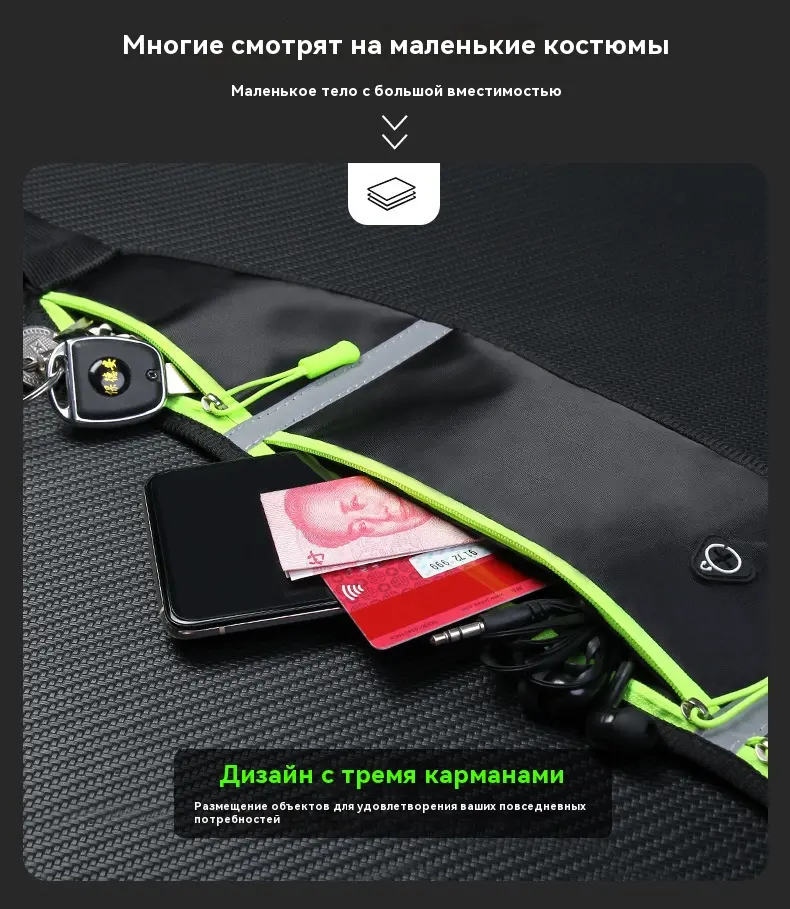 Многие смотрят на маленькие костюмы
Маленькое тело с большой вместимостью
Дизайн с тремя карманами
Размещение объектов для удовлетворения ваших повседневных
потребностей